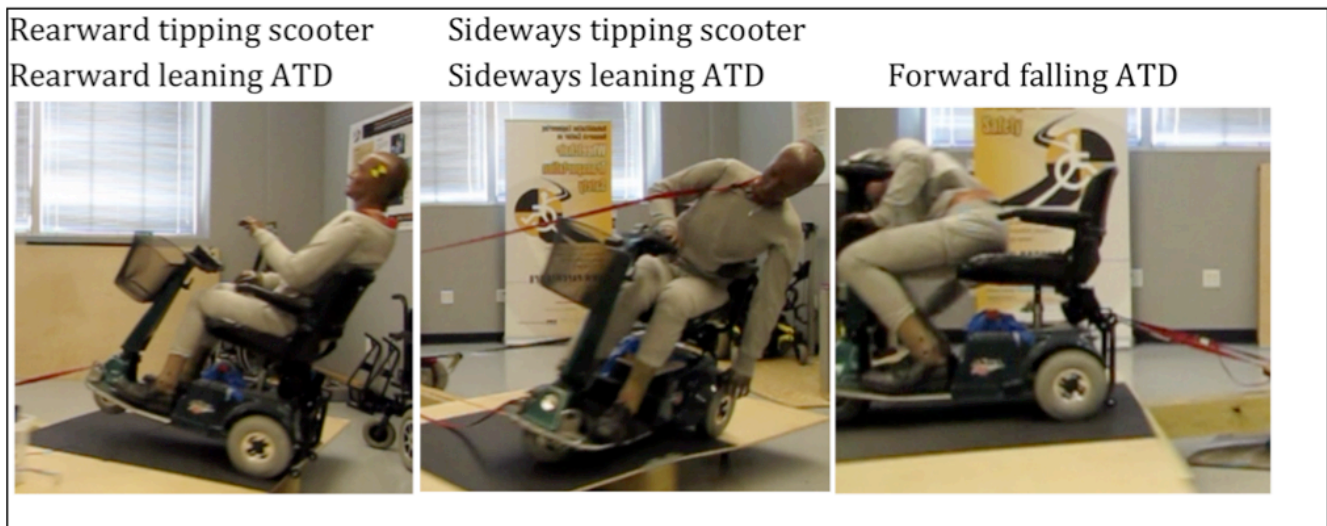 Rearward tipping scooter
Rearward leaning ATD
Sideways tipping scooter
Sideways leaning ATD
Forward falling ATD
Safety